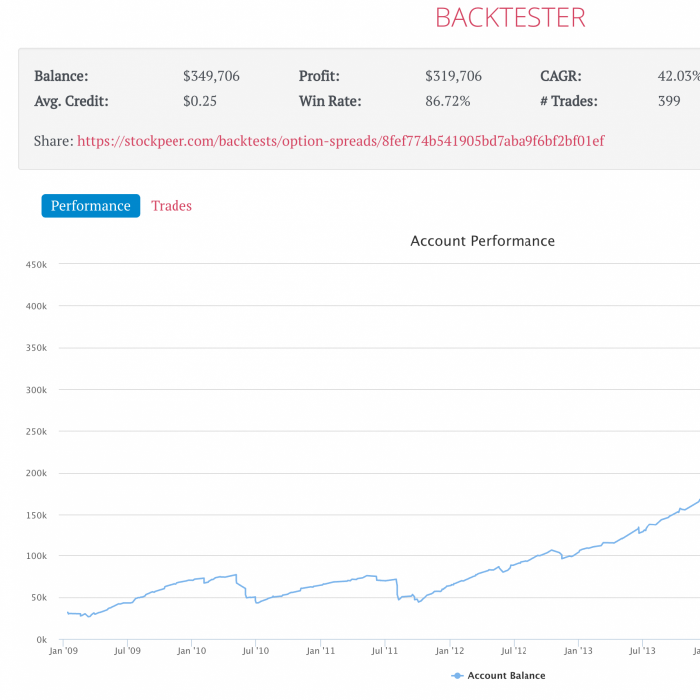 BACKTESTER
Balance: $349,706 Profit: $319,706 CAGR: 42.03%
Avg. Credit: $0.25 Win Rate: 86.72% # Trades: 399
Share: https://stockpeer.com/backtests/option-spreads/8fef774b541905bd7aba9f6bf2bf01ef
Performance Trades
Account Performance
450k
400k
350k
300k
250k
200k
150k
100k
50k
0k
Jan '09 Jul '09 Jan '10 Jul '10 Jan '11 Jul '11 Jan '12 Jul '12 Jan '13 Jul '13
Account Balance